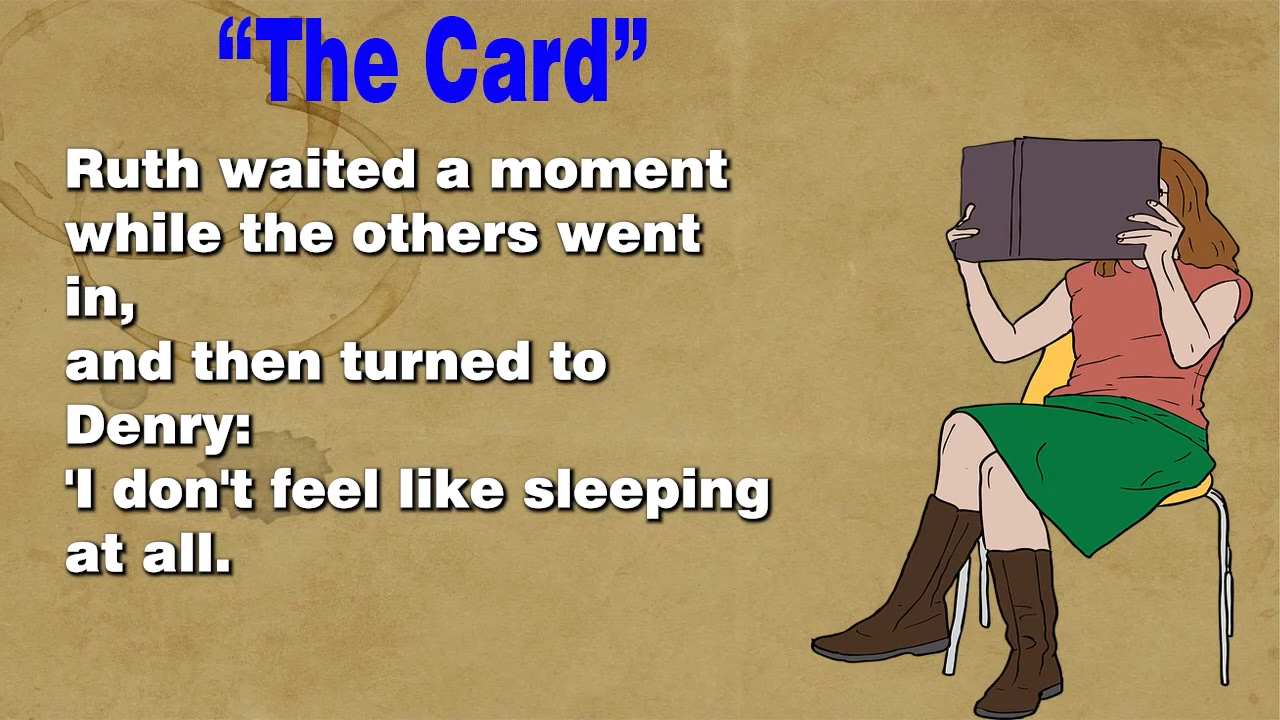 “The Card”
Ruth waited a moment
while the others went
in,
and then turned to
Denry:
'I don't feel like sleeping
at all.